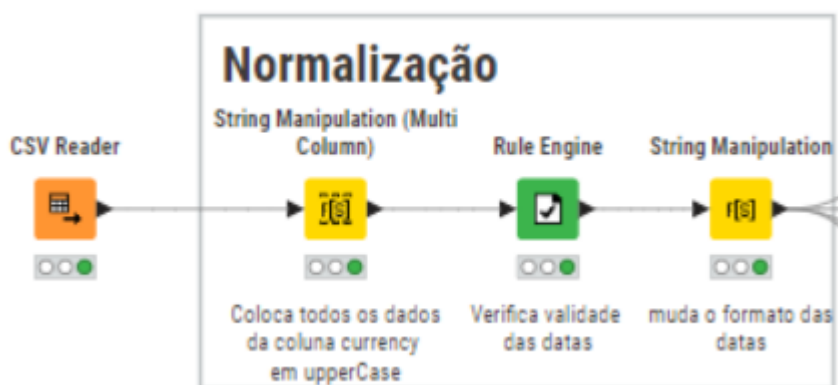 Normalização
String Manipulation (Multi
Column)
CSV Reader
Rule Engine
String Manipulation
f[S]
f[S]
Coloca todos os dados
da coluna currency
em upperCase
Verifica validade
das datas
muda o formato das
datas